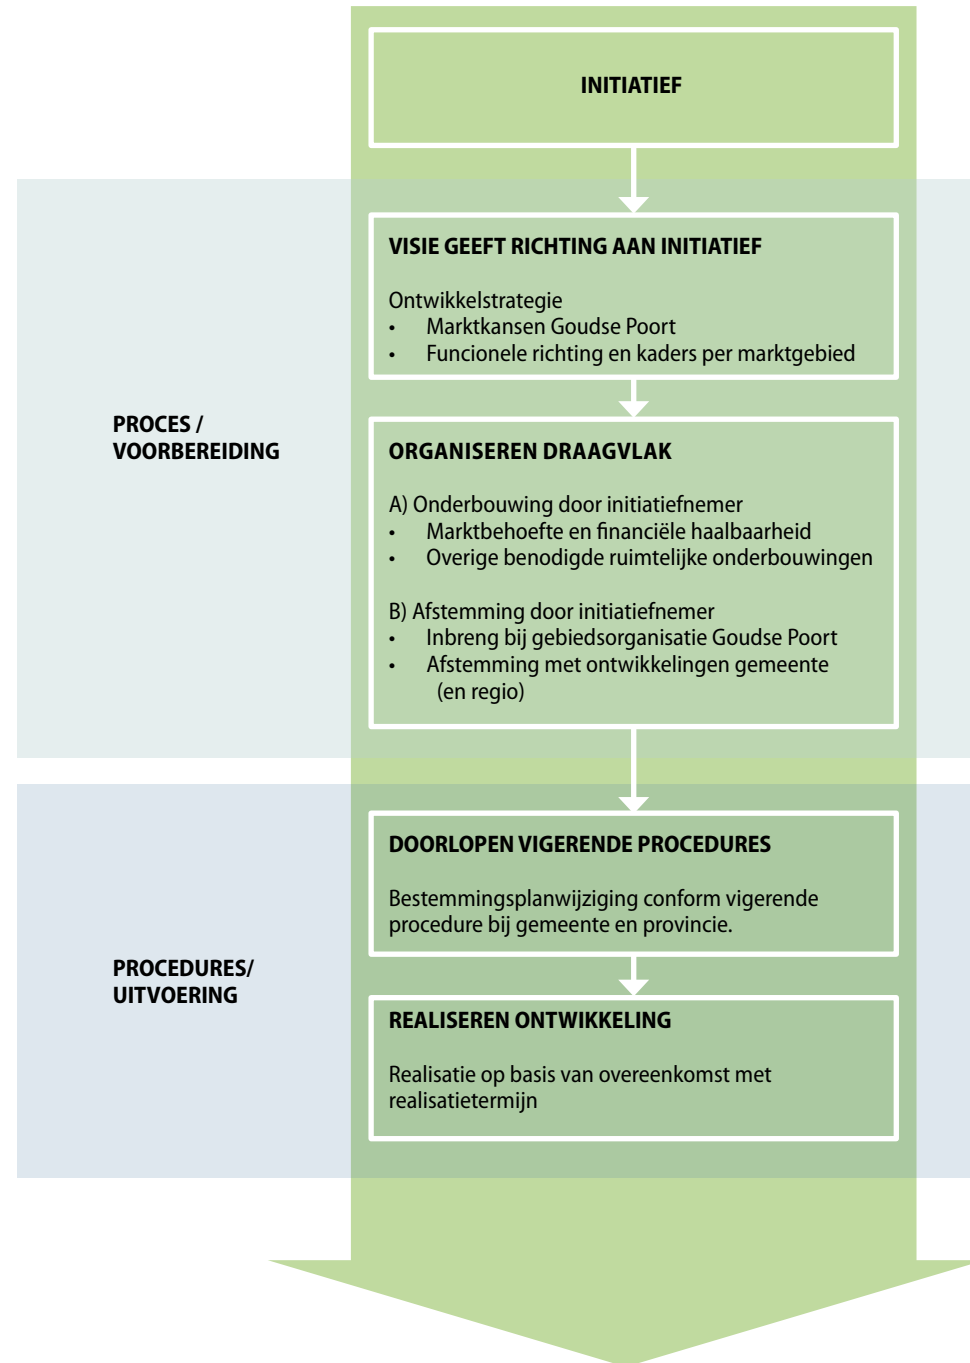 INITIATIEF
VISIE GEEFT RICHTING AAN INITIATIEF
Ontwikkelstrategie
• Marktkansen Goudse Poort
• Funcionele richting en kaders per marktgebied
PROCES /
VOORBEREIDING
ORGANISEREN DRAAGVLAK
A) Onderbouwing door initiatiefnemer
• Marktbehoefte en financiële haalbaarheid
• Overige benodigde ruimtelijke onderbouwingen
B) Afstemming door initiatiefnemer
• Inbreng bij gebiedsorganisatie Goudse Poort
• Afstemming met ontwikkelingen gemeente
(en regio)
DOORLOPEN VIGERENDE PROCEDURES
Bestemmingsplanwijziging conform vigerende
procedure bij gemeente en provincie.
PROCEDURES/
UITVOERING
REALISEREN ONTWIKKELING
Realisatie op basis van overeenkomst met
realisatietermijn